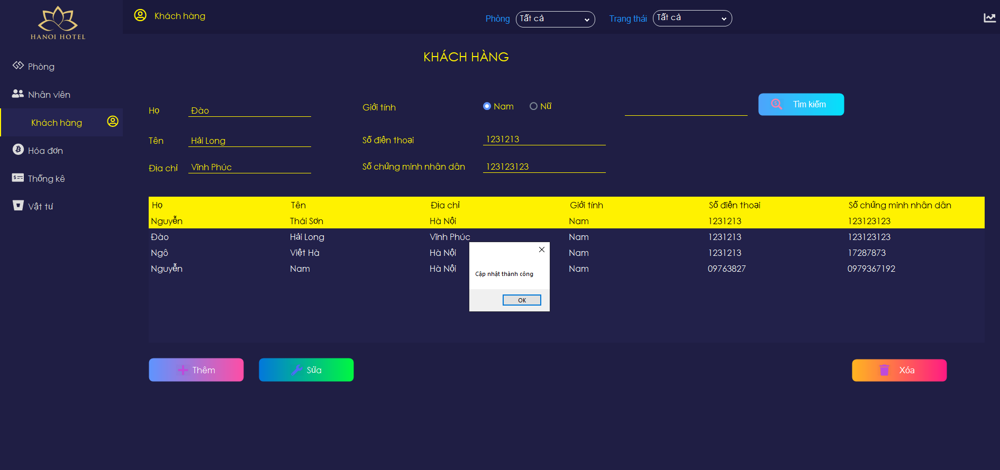 HANOI HOTEL
Khách hàng
Phòng Tất cả Trạng thái Tất cả
Phòng
Nhân viên
Khách hàng
Hóa đơn
Thống kê
Vật tư
KHÁCH HÀNG
Họ Đào Giới tính Nam Nữ Tìm kiếm
Tên Hải Long Số điện thoại 1231213
Địa chỉ Vĩnh Phúc Số chứng minh nhân dân 123123123
Họ Tên Địa chỉ Giới tính Số điện thoại Số chứng minh nhân dân
Nguyễn Thái Sơn Hà Nội Nam 1231213 123123123
Đào Hải Long Vĩnh Phúc Nam 1231213 123123123
Ngô Việt Hà Hà Nội Nam 1231213 17287873
Nguyễn Nam Hà Nội Nam 09763827 0979367192
Cập nhật thành công
OK
Thêm Sửa Xóa